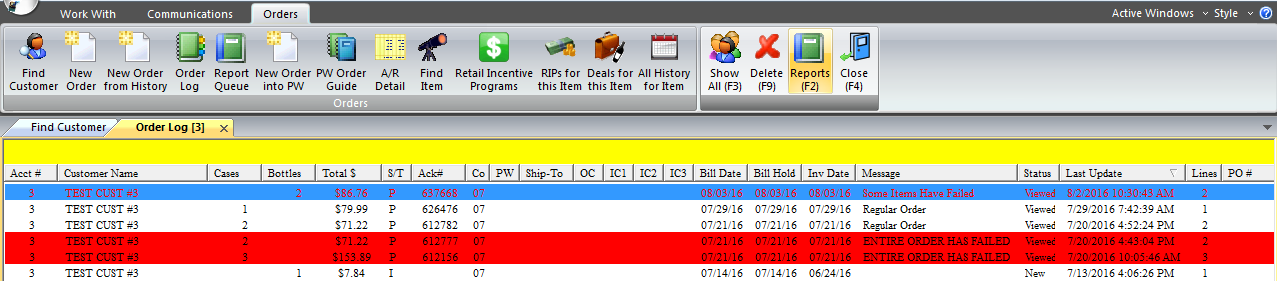 Work With Communications Orders Active Windows Style
Find Customer New Order New Order from History Order Log Report Queue New Order into PW PW Order Guide A/R Detail Find Item Retail Incentive Programs RIPs for this Item Deals for this Item All History for Item Show All (F3) Delete (F9) Reports (F2) Close (F4)
Orders
Find Customer Order Log [3] x
Acct # Customer Name Cases Bottles Total $ S/T Ack# Co PW Ship-To OC IC1 IC2 IC3 Bill Date Bill Hold Inv Date Message Status Last Update Lines PO #
3 TEST CUST #3 2 $86.76 P 637668 07 08/03/16 08/03/16 08/03/16 Some Items Have Failed Viewed 8/2/2016 10:30:43 AM 2
3 TEST CUST #3 1 $79.99 P 626476 07 07/29/16 07/29/16 07/29/16 Regular Order Viewed 7/29/2016 7:42:39 AM 1
3 TEST CUST #3 2 $71.22 P 612782 07 07/21/16 07/21/16 07/21/16 Regular Order Viewed 7/20/2016 4:52:24 PM 2
3 TEST CUST #3 2 $71.22 P 612777 07 07/21/16 07/21/16 07/21/16 ENTIRE ORDER HAS FAILED Viewed 7/20/2016 4:43:04 PM 2
3 TEST CUST #3 3 $153.89 P 612156 07 07/21/16 07/21/16 07/21/16 ENTIRE ORDER HAS FAILED Viewed 7/20/2016 10:05:46 AM 3
3 TEST CUST #3 1 $7.84 I 07 07/14/16 07/14/16 06/24/16 New 7/13/2016 4:06:26 PM 1